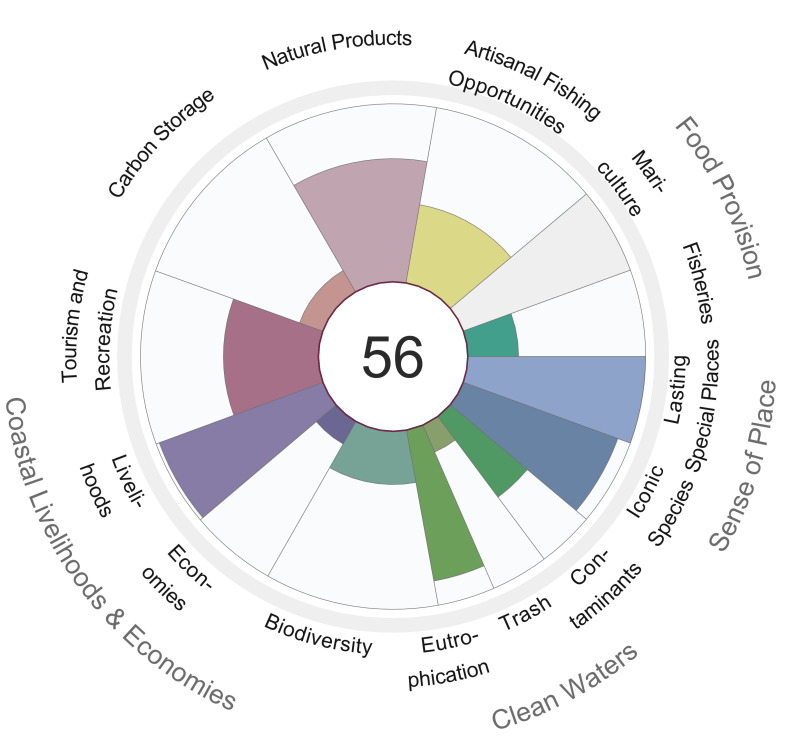 Natural Products
Artisanal Fishing
Opportunities
Mari-
culture
Food Provision
Fisheries
Lasting
Special Places
Sense of Place
Iconic
Species
Con-
taminants
Trash
Clean Waters
Eutro-
phication
Biodiversity
Econ-
omies
Liveli-
hoods
Coastal Livelihoods & Economies
Tourism and
Recreation
Carbon Storage
56